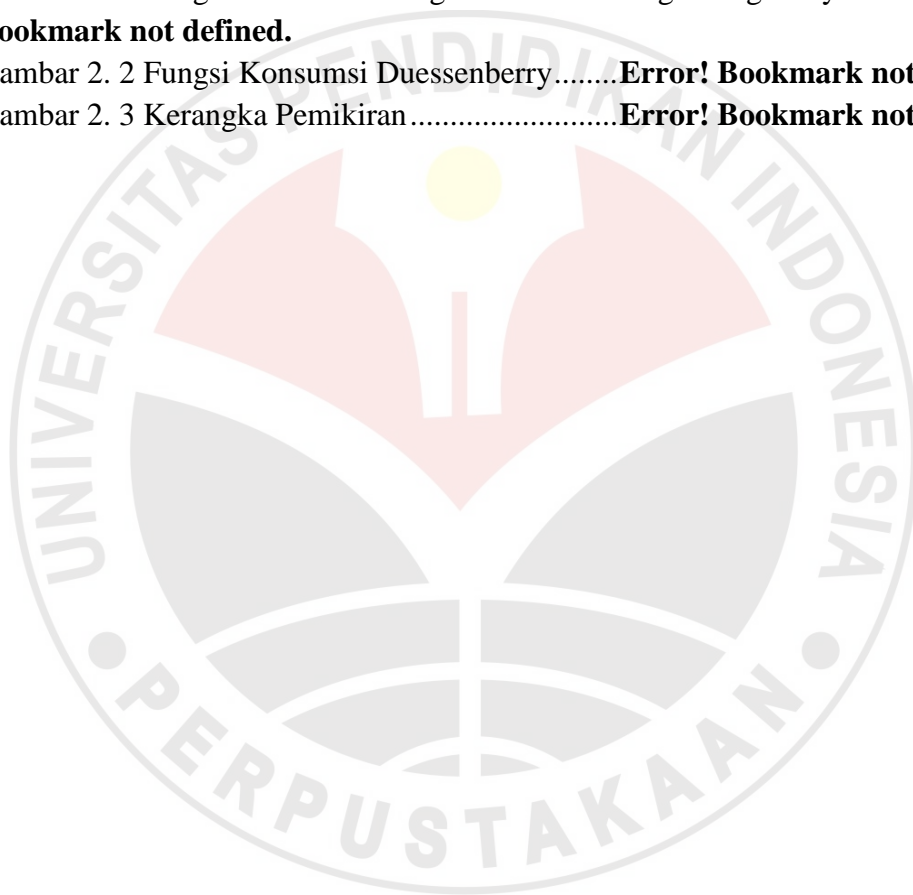 Bookmark not defined.
ambar 2. 2 Fungsi Konsumsi Duessenberry........Error! Bookmark not
ambar 2. 3 Kerangka Pemikiran..........................Error! Bookmark not
UNIVERSITAS PENDIDIKAN INDONESIA
PERPUSTAKAAN